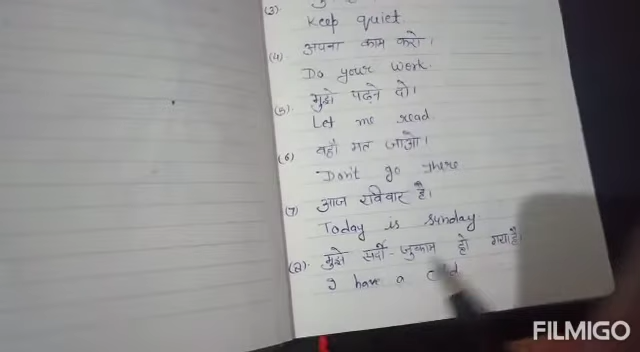 (3).
Keep quiet.
(4) अपना काम करो।
Do your work.
(5). मुझे पढ़ने दो।
Let me read
(6) वहाँ मत जाओ।
Don't go there
(7) आज रविवार है।
Today is sunday.
(8). मुझे सर्दी-जुकाम हो गया है।
I have a cold
FILMIGO